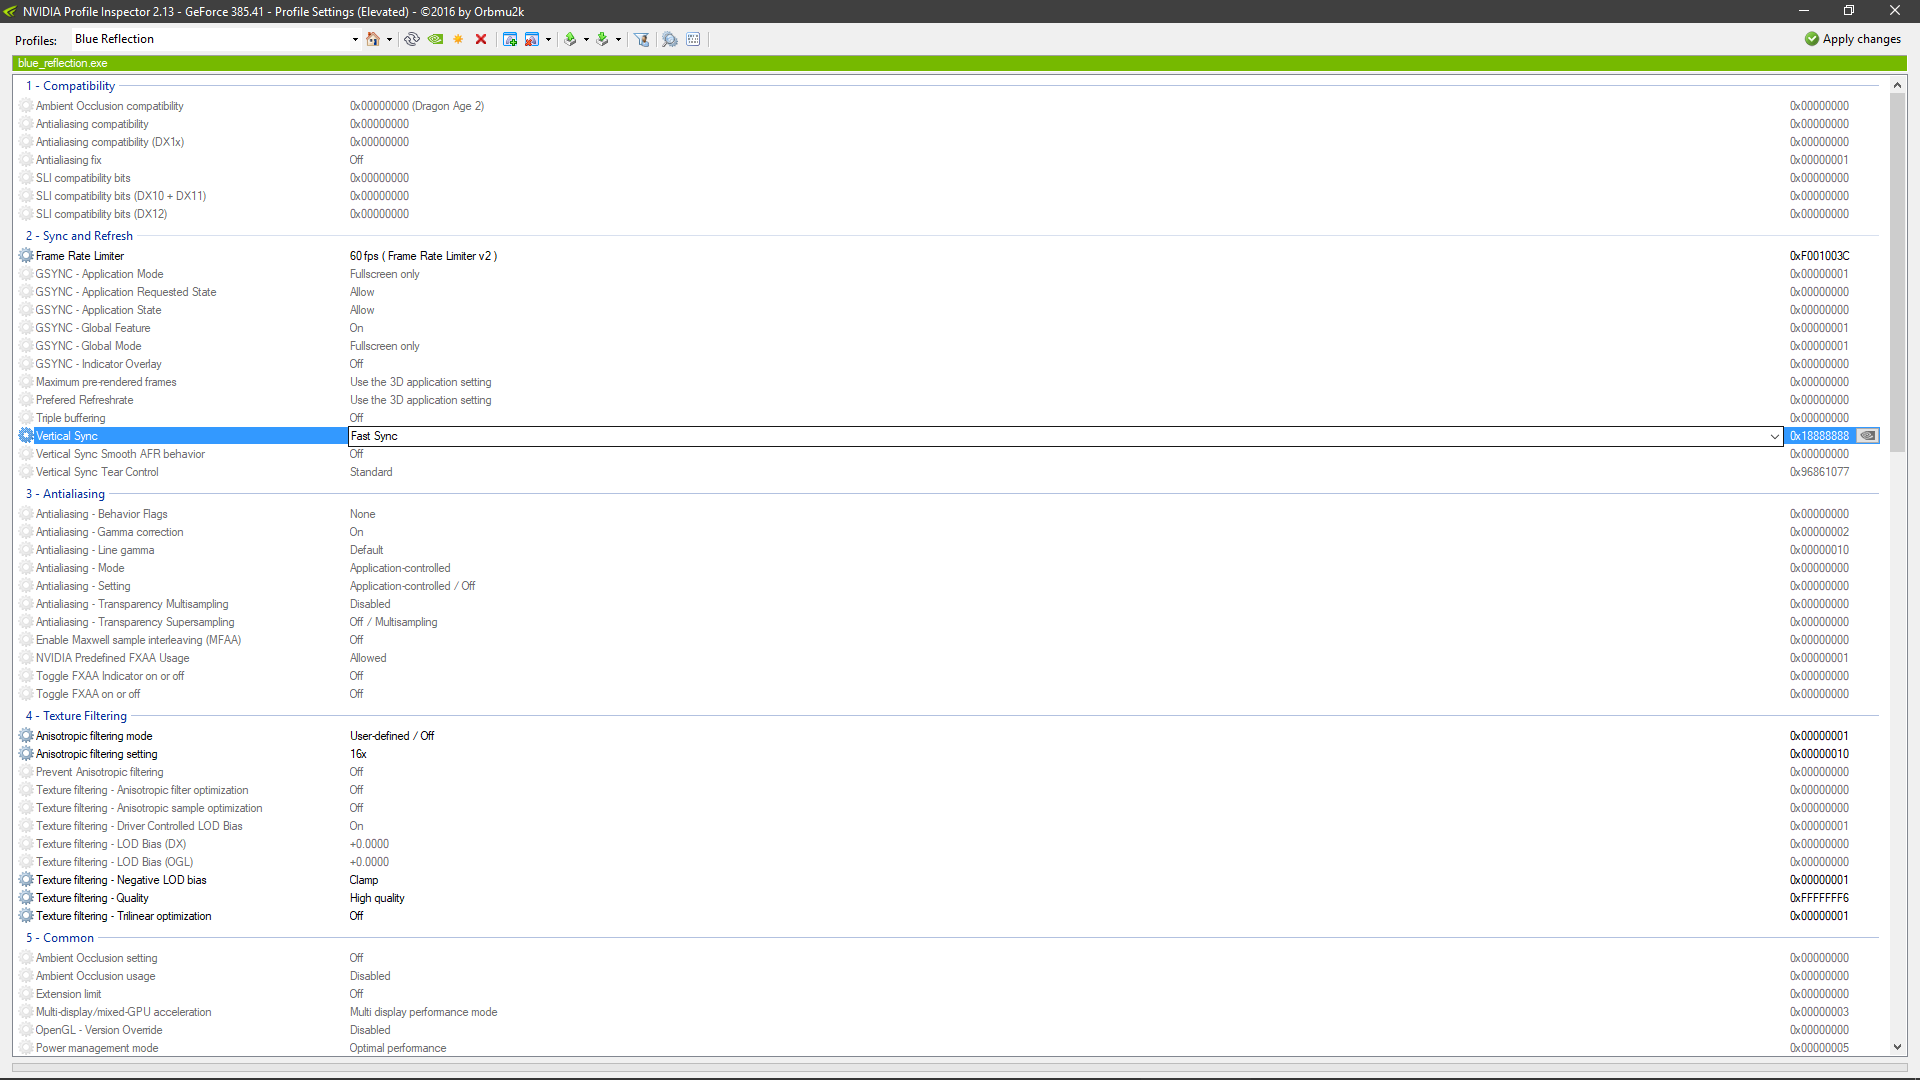 NVIDIA Profile Inspector 2.13 - GeForce 385.41 - Profile Settings (Elevated) - ©2016 by Orbmu2k
Profiles: Blue Reflection Apply changes
blue_reflection.exe
1 - Compatibility
Ambient Occlusion compatibility 0x00000000 (Dragon Age 2) 0x00000000
Antialiasing compatibility 0x00000000 0x00000000
Antialiasing compatibility (DX1x) 0x00000000 0x00000000
Antialiasing fix Off 0x00000001
SLI compatibility bits 0x00000000 0x00000000
SLI compatibility bits (DX10 + DX11) 0x00000000 0x00000000
SLI compatibility bits (DX12) 0x00000000 0x00000000
2 - Sync and Refresh
Frame Rate Limiter 60 fps ( Frame Rate Limiter v2 ) 0xF001003C
GSYNC - Application Mode Fullscreen only 0x00000001
GSYNC - Application Requested State Allow 0x00000000
GSYNC - Application State Allow 0x00000000
GSYNC - Global Feature On 0x00000001
GSYNC - Global Mode Fullscreen only 0x00000001
GSYNC - Indicator Overlay Off 0x00000000
Maximum pre-rendered frames Use the 3D application setting 0x00000000
Prefered Refreshrate Use the 3D application setting 0x00000000
Triple buffering Off 0x00000000
Vertical Sync Fast Sync 0x18888888
Vertical Sync Smooth AFR behavior Off 0x00000000
Vertical Sync Tear Control Standard 0x96861077
3 - Antialiasing
Antialiasing - Behavior Flags None 0x00000000
Antialiasing - Gamma correction On 0x00000002
Antialiasing - Line gamma Default 0x00000010
Antialiasing - Mode Application-controlled 0x00000000
Antialiasing - Setting Application-controlled / Off 0x00000000
Antialiasing - Transparency Multisampling Disabled 0x00000000
Antialiasing - Transparency Supersampling Off / Multisampling 0x00000000
Enable Maxwell sample interleaving (MFAA) Off 0x00000000
NVIDIA Predefined FXAA Usage Allowed 0x00000001
Toggle FXAA Indicator on or off Off 0x00000000
Toggle FXAA on or off Off 0x00000000
4 - Texture Filtering
Anisotropic filtering mode User-defined / Off 0x00000001
Anisotropic filtering setting 16x 0x00000010
Prevent Anisotropic filtering Off 0x00000000
Texture filtering - Anisotropic filter optimization Off 0x00000000
Texture filtering - Anisotropic sample optimization Off 0x00000000
Texture filtering - Driver Controlled LOD Bias On 0x00000001
Texture filtering - LOD Bias (DX) +0.0000 0x00000000
Texture filtering - LOD Bias (OGL) +0.0000 0x00000000
Texture filtering - Negative LOD bias Clamp 0x00000001
Texture filtering - Quality High quality 0xFFFFFFF6
Texture filtering - Trilinear optimization Off 0x00000001
5 - Common
Ambient Occlusion setting Off 0x00000000
Ambient Occlusion usage Disabled 0x00000000
Extension limit Off 0x00000000
Multi-display/mixed-GPU acceleration Multi display performance mode 0x00000003
OpenGL - Version Override Disabled 0x00000000
Power management mode Optimal performance 0x00000005